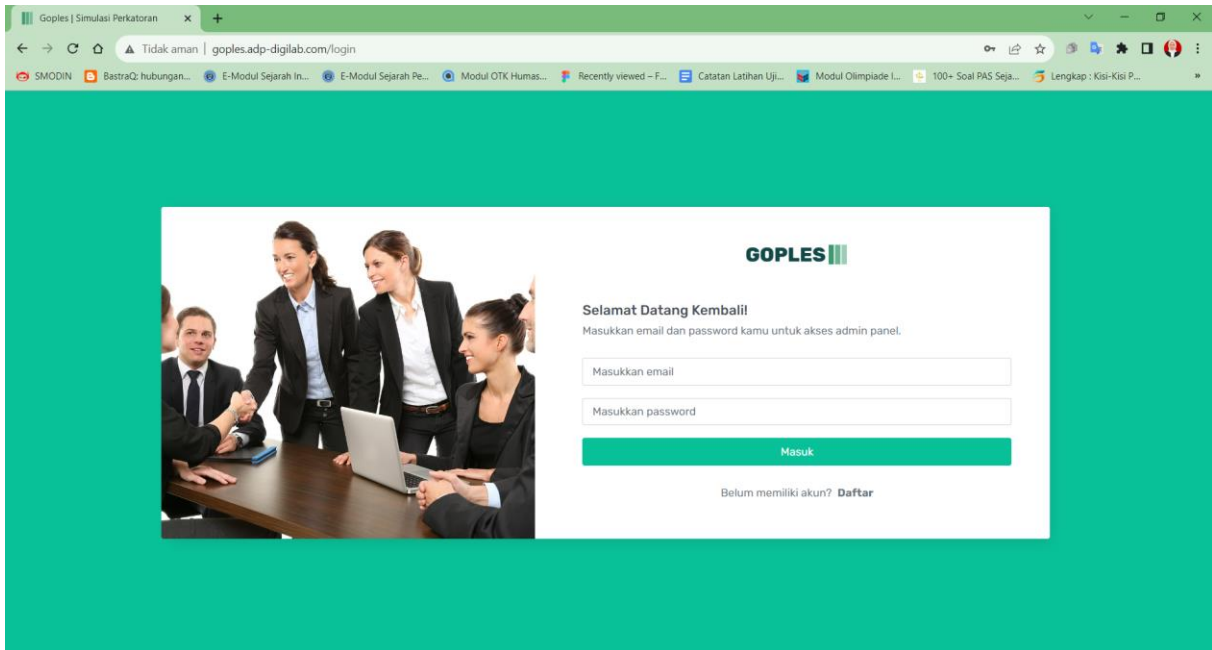 Goples | Simulasi Perkatoran
Tidak aman | goples.adp-digilab.com/login
SMODIN BastraQ: hubungan... E-Modul Sejarah In... E-Modul Sejarah Pe... Modul OTK Humas... Recently viewed – F... Catatan Latihan Uji... Modul Olimpiade I... 100+ Soal PAS Seja... Lengkap : Kisi-Kisi P...
GOPLES
Selamat Datang Kembali!
Masukkan email dan password kamu untuk akses admin panel.
Masukkan email
Masukkan password
Masuk
Belum memiliki akun? Daftar